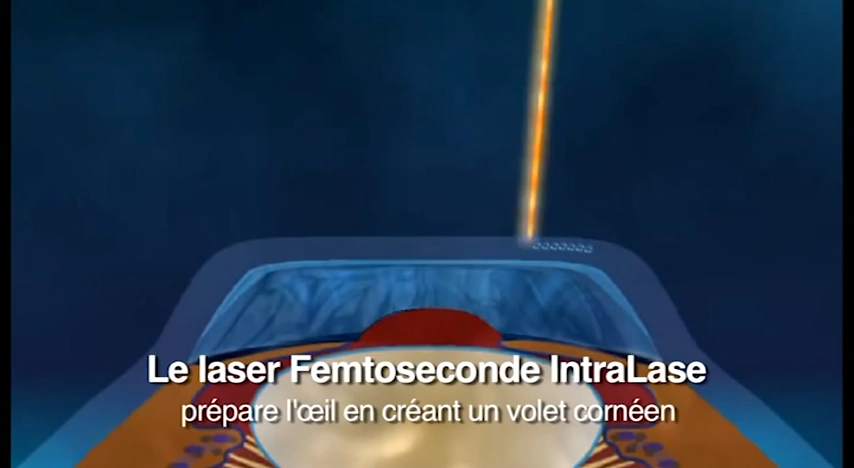 Le laser Femtoseconde IntraLase
prépare l'œil en créant un volet cornéen